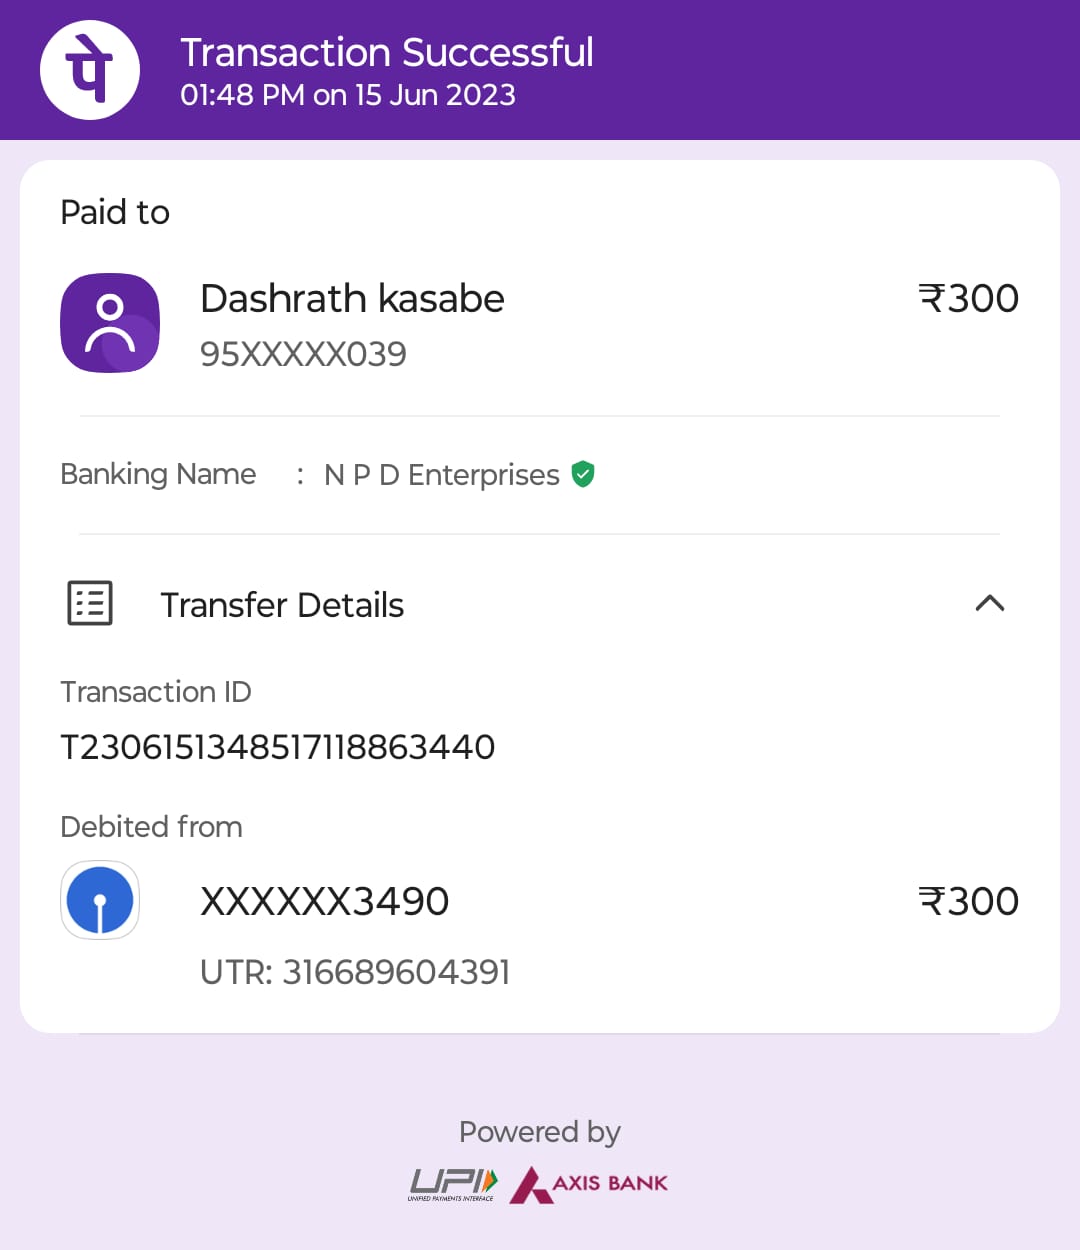 पे
Transaction Successful
01:48 PM on 15 Jun 2023
Paid to
Dashrath kasabe ₹300
95XXXXX039
Banking Name : N P D Enterprises
Transfer Details
Transaction ID
T2306151348517118863440
Debited from
XXXXXX3490 ₹300
UTR: 316689604391
Powered by
UPI AXIS BANK
UNIFIED PAYMENTS INTERFACE